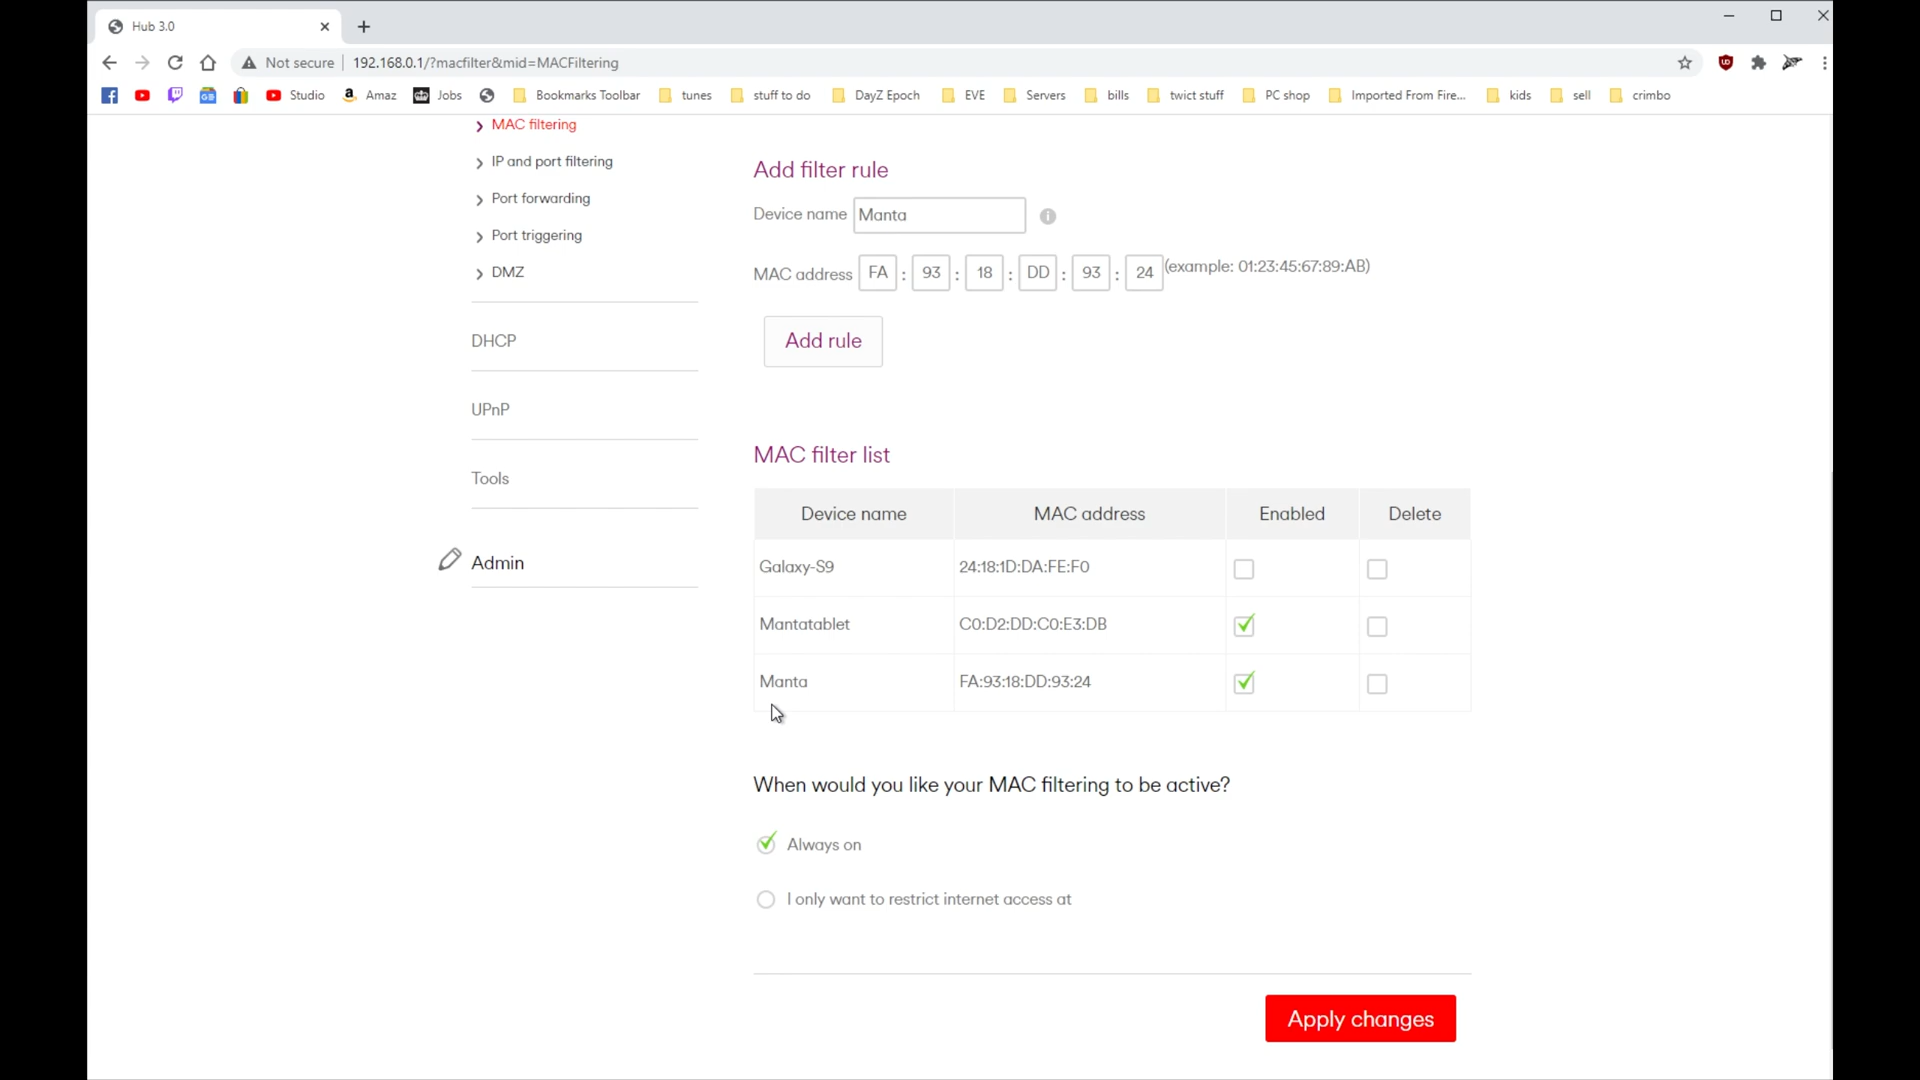 Hub 3.0
Not secure 192.168.0.1/?macfilter&mid=MACFiltering
Studio Amaz Jobs Bookmarks Toolbar tunes stuff to do DayZ Epoch EVE Servers bills twict stuff PC shop Imported From Fire... kids sell crimbo
MAC filtering
IP and port filtering
Port forwarding
Port triggering
DMZ
DHCP
UPnP
Tools
Admin
Add filter rule
Device name Manta
MAC address FA : 93 : 18 : DD : 93 : 24 (example: 01:23:45:67:89:AB)
Add rule
MAC filter list
Device name MAC address Enabled Delete
Galaxy-S9 24:18:1D:DA:FE:F0
Mantatablet C0:D2:DD:C0:E3:DB
Manta FA:93:18:DD:93:24
When would you like your MAC filtering to be active?
Always on
I only want to restrict internet access at
Apply changes